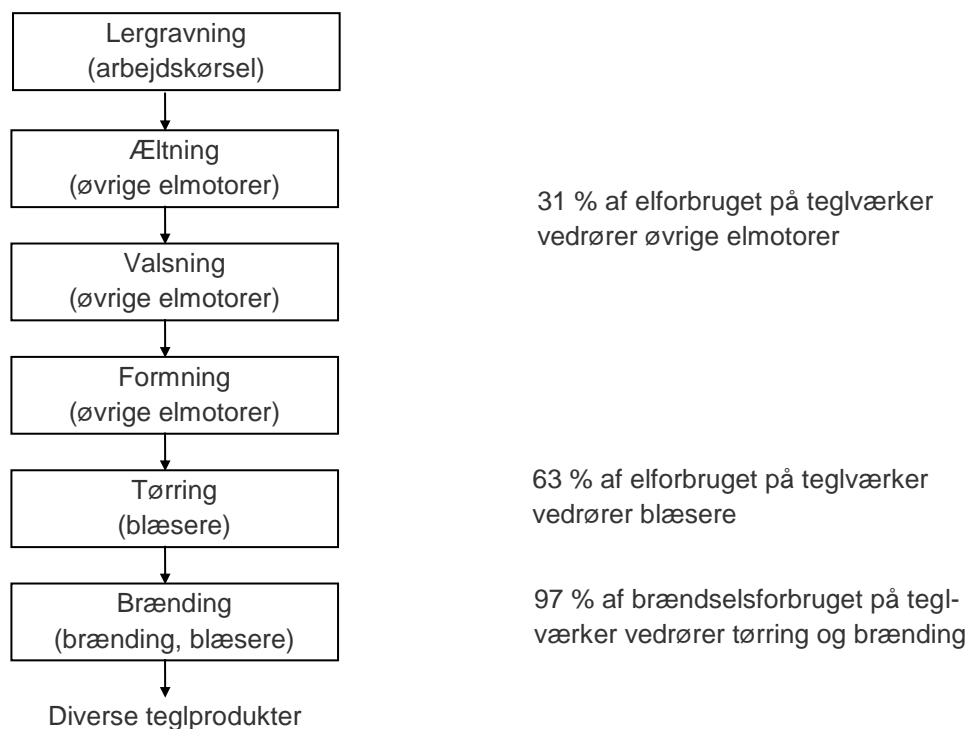 Lergravning
(arbejdskørsel)
Æltning
(øvrige elmotorer)
31 % af elforbruget på teglværker
vedrører øvrige elmotorer
Valsning
(øvrige elmotorer)
Formning
(øvrige elmotorer)
Tørring
(blæsere)
63 % af elforbruget på teglværker
vedrører blæsere
Brænding
(brænding, blæsere)
97 % af brændselsforbruget på tegl-
værker vedrører tørring og brænding
Diverse teglprodukter